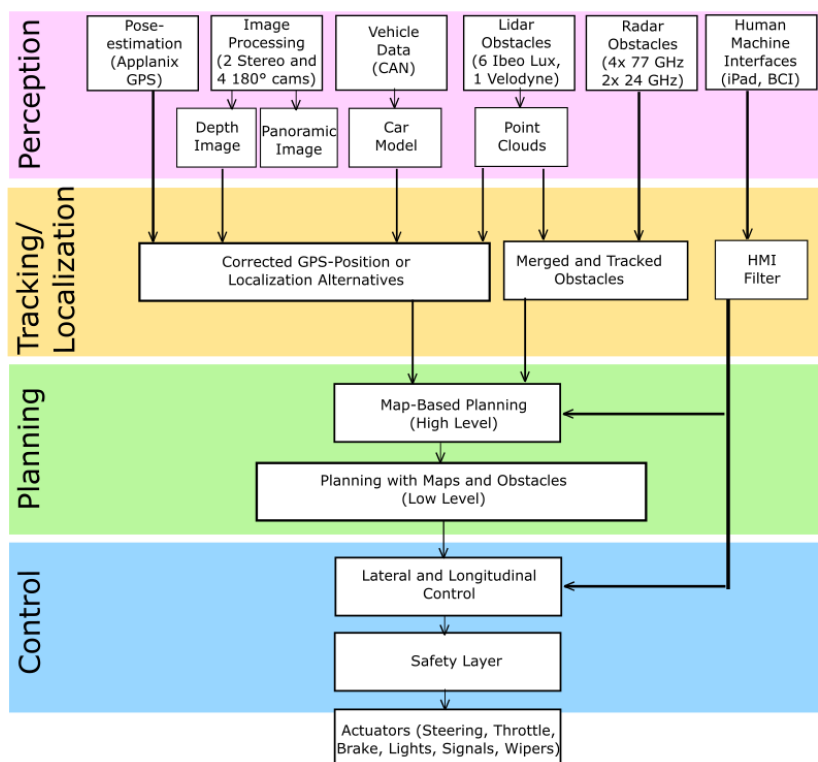 Perception
Pose-
estimation
(Applanix
GPS)
Image
Processing
(2 Stereo and
4 180° cams)
Vehicle
Data
(CAN)
Lidar
Obstacles
(6 Ibeo Lux,
1 Velodyne)
Radar
Obstacles
(4x 77 GHz
2x 24 GHz)
Human
Machine
Interfaces
(iPad, BCI)
Depth
Image
Panoramic
Image
Car
Model
Point
Clouds
Tracking/
Localization
Corrected GPS-Position or
Localization Alternatives
Merged and Tracked
Obstacles
HMI
Filter
Planning
Map-Based Planning
(High Level)
Planning with Maps and Obstacles
(Low Level)
Control
Lateral and Longitudinal
Control
Safety Layer
Actuators (Steering, Throttle,
Brake, Lights, Signals, Wipers)